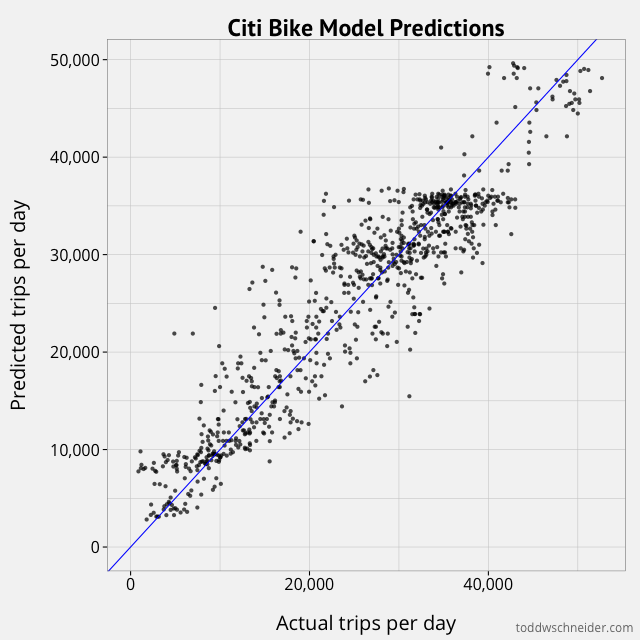 Citi Bike Model Predictions
Predicted trips per day
50,000
40,000
30,000
20,000
10,000
0
0
20,000
40,000
Actual trips per day
toddwschneider.com